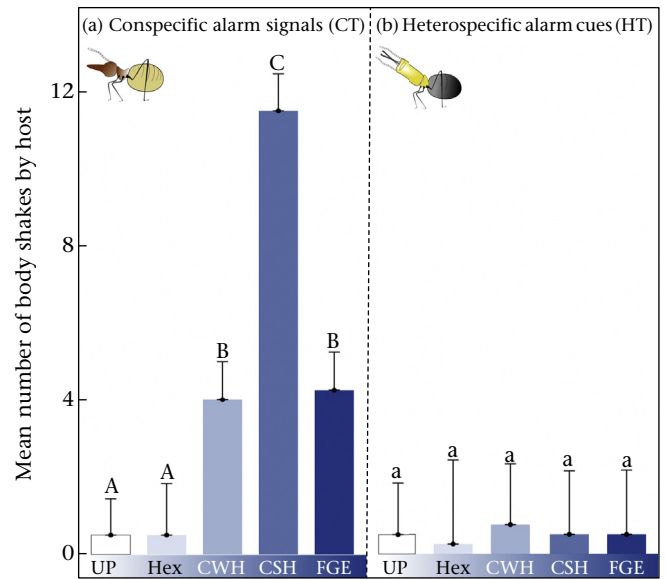 (a) Conspecific alarm signals (CT)
(b) Heterospecific alarm cues (HT)
Mean number of body shakes by host
12
8
4
0
A
A
B
C
B
a
a
a
a
a
UP
Hex
CWH
CSH
FGE
UP
Hex
CWH
CSH
FGE